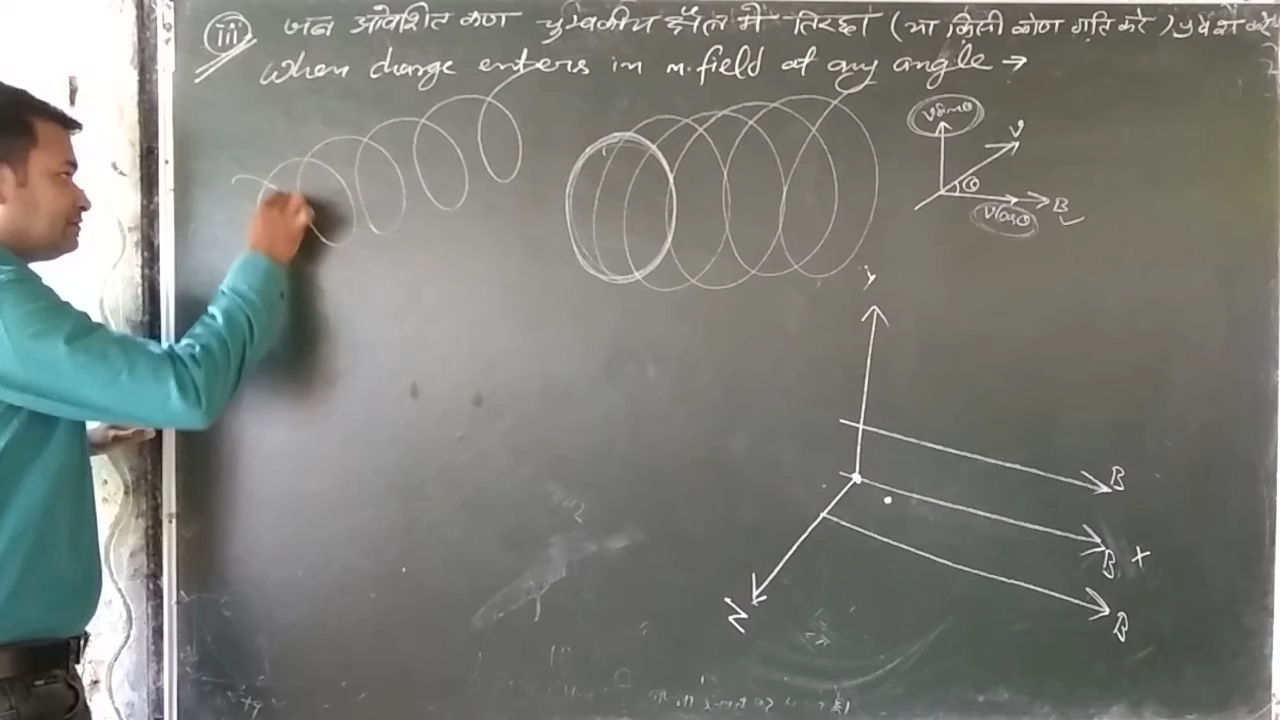 (iii) जब आवेशित कण चुम्बकीय क्षेत्र में तिरछा (या किसी कोण गति करे) प्रवेश करे
When charge enters in m.field at any angle →
vsinθ
v
θ
B
vcosθ
y
B
B x
B
Z